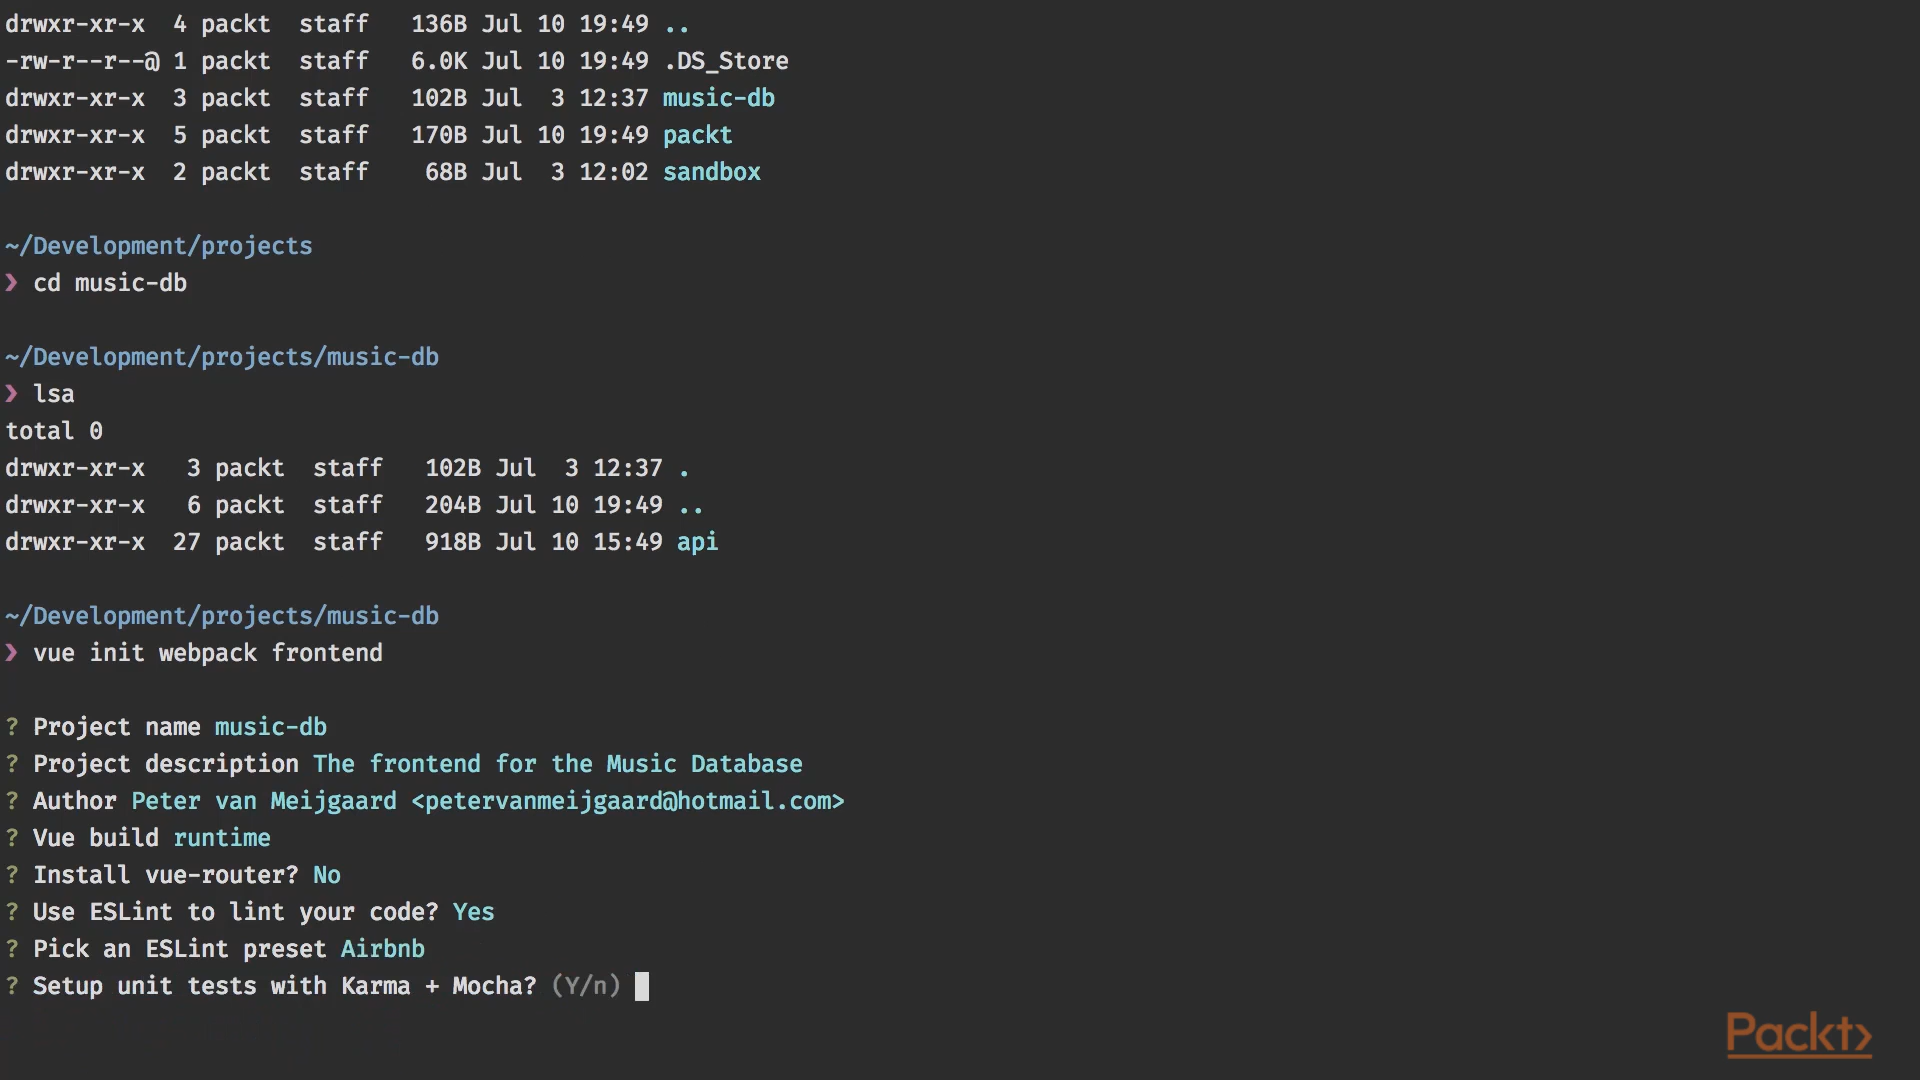 drwxr-xr-x  4 packt  staff   136B Jul 10 19:49 ..
-rw-r--r--@ 1 packt  staff   6.0K Jul 10 19:49 .DS_Store
drwxr-xr-x  3 packt  staff   102B Jul  3 12:37 music-db
drwxr-xr-x  5 packt  staff   170B Jul 10 19:49 packt
drwxr-xr-x  2 packt  staff    68B Jul  3 12:02 sandbox
~/Development/projects
❯ cd music-db
~/Development/projects/music-db
❯ lsa
total 0
drwxr-xr-x   3 packt  staff   102B Jul  3 12:37 .
drwxr-xr-x   6 packt  staff   204B Jul 10 19:49 ..
drwxr-xr-x  27 packt  staff   918B Jul 10 15:49 api
~/Development/projects/music-db
❯ vue init webpack frontend
? Project name music-db
? Project description The frontend for the Music Database
? Author Peter van Meijgaard <petervanmeijgaard@hotmail.com>
? Vue build runtime
? Install vue-router? No
? Use ESLint to lint your code? Yes
? Pick an ESLint preset Airbnb
? Setup unit tests with Karma + Mocha? (Y/n)
Packt>